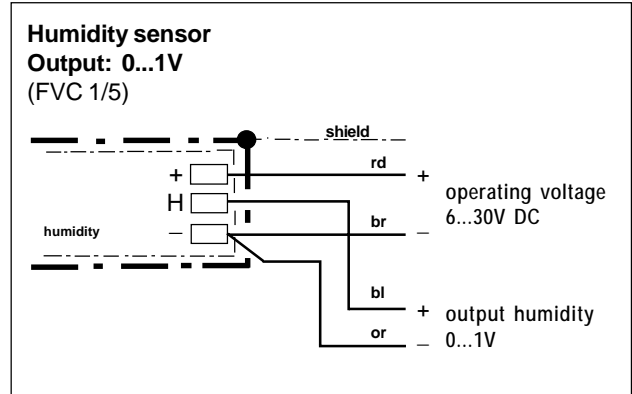 Humidity sensor
Output: 0...1V
(FVC 1/5)
shield
rd
+
+
operating voltage
6...30V DC
H
humidity
–
br
–
bl
+
output humidity
0...1V
or
–